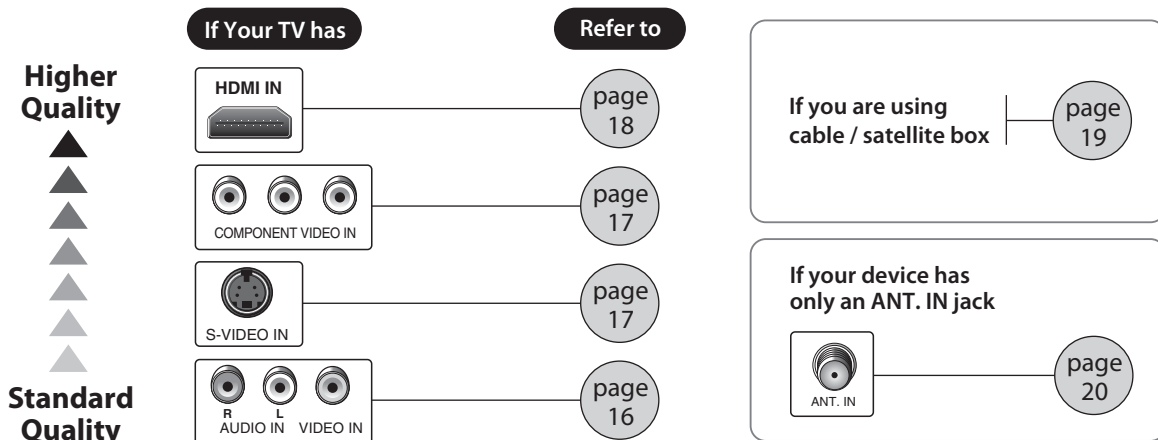 If Your TV has
Refer to
Higher
Quality
HDMI IN
page
18
COMPONENT VIDEO IN
page
17
S-VIDEO IN
page
17
Standard
Quality
R L
AUDIO IN VIDEO IN
page
16
If you are using
cable / satellite box
page
19
If your device has
only an ANT. IN jack
ANT. IN
page
20